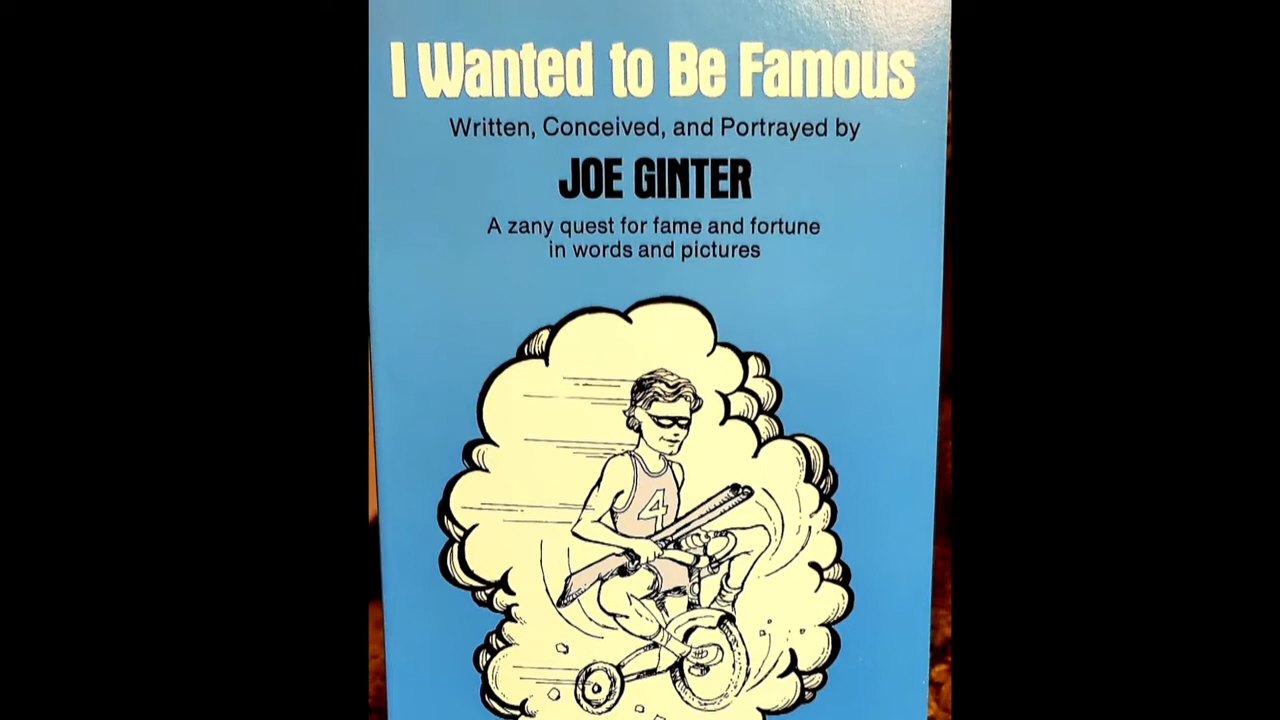 I Wanted to Be Famous
Written, Conceived, and Portrayed by
JOE GINTER
A zany quest for fame and fortune
in words and pictures
4